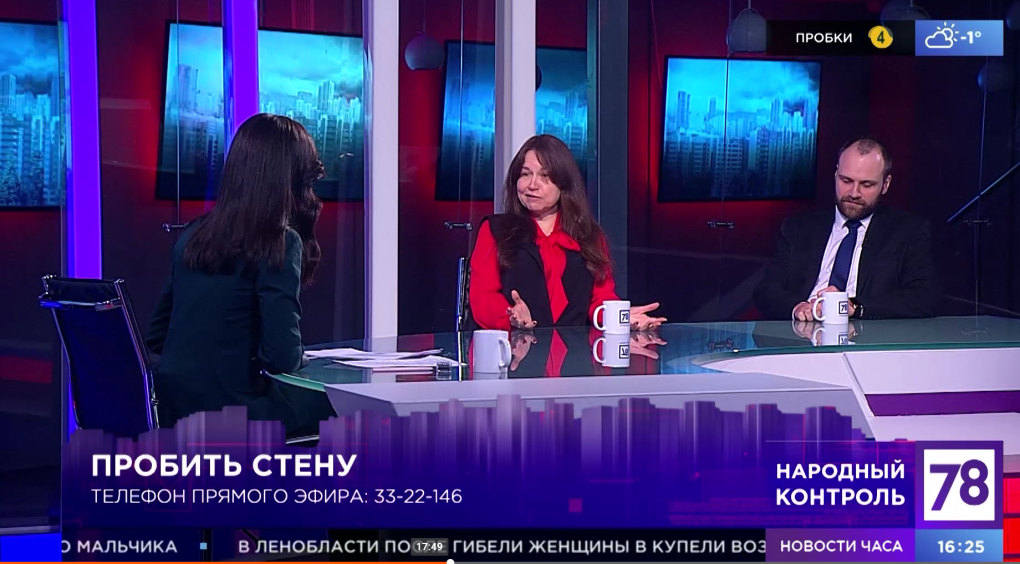 ПРОБКИ 4 -1°
78
ПРОБИТЬ СТЕНУ
ТЕЛЕФОН ПРЯМОГО ЭФИРА: 33-22-146
НАРОДНЫЙ
КОНТРОЛЬ
78
О МАЛЬЧИКА В ЛЕНОБЛАСТИ ПО 17:49 ГИБЕЛИ ЖЕНЩИНЫ В КУПЕЛИ ВОЗ НОВОСТИ ЧАСА 16:25